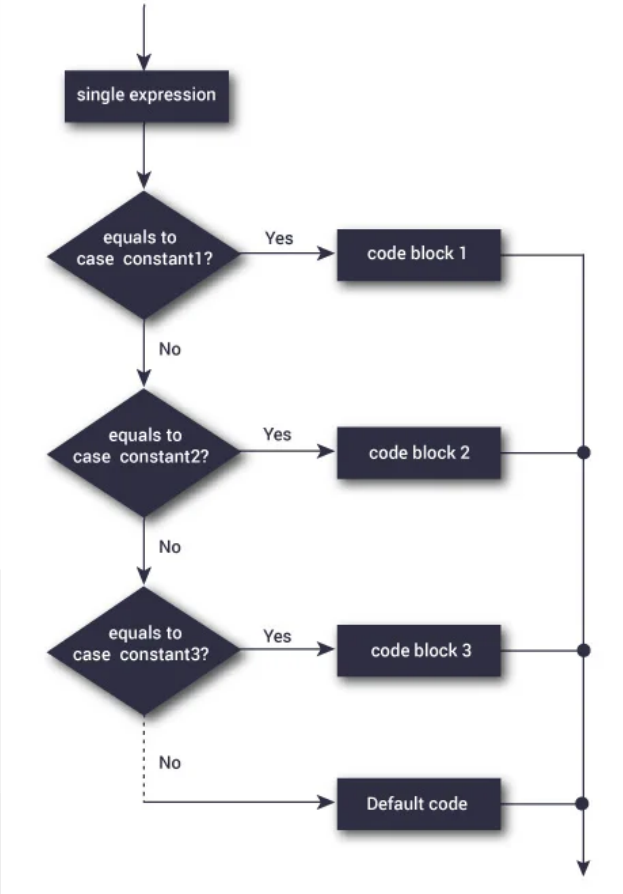 single expression
equals to
case constant1?
Yes
code block 1
No
equals to
case constant2?
Yes
code block 2
No
equals to
case constant3?
Yes
code block 3
No
Default code